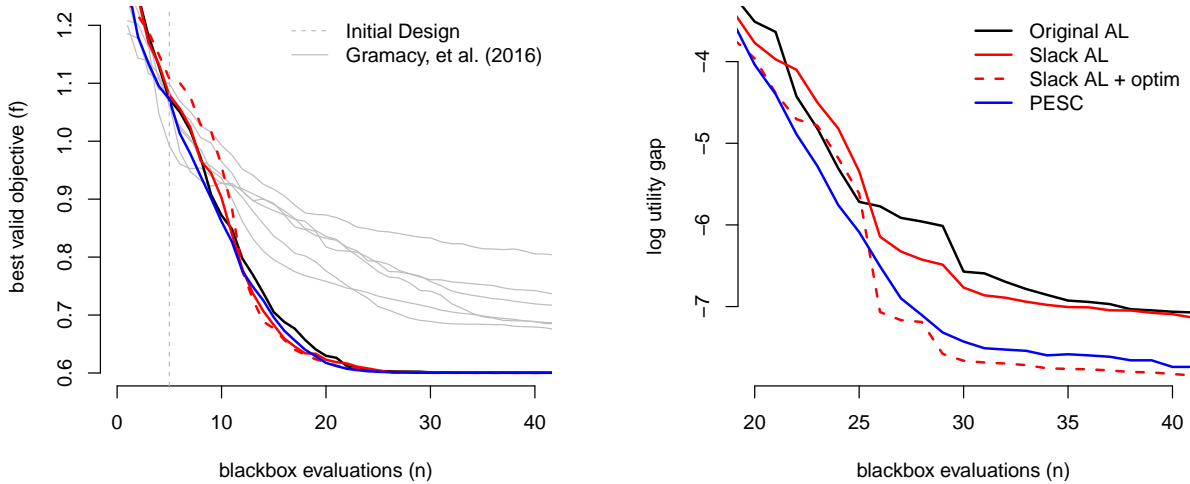 1.2
1.1
1.0
0.9
0.8
0.7
0.6
best valid objective (f)
Initial Design
Gramacy, et al. (2016)
0 10 20 30 40
blackbox evaluations (n)
−4
−5
−6
−7
log utility gap
Original AL
Slack AL
Slack AL + optim
PESC
20 25 30 35 40
blackbox evaluations (n)